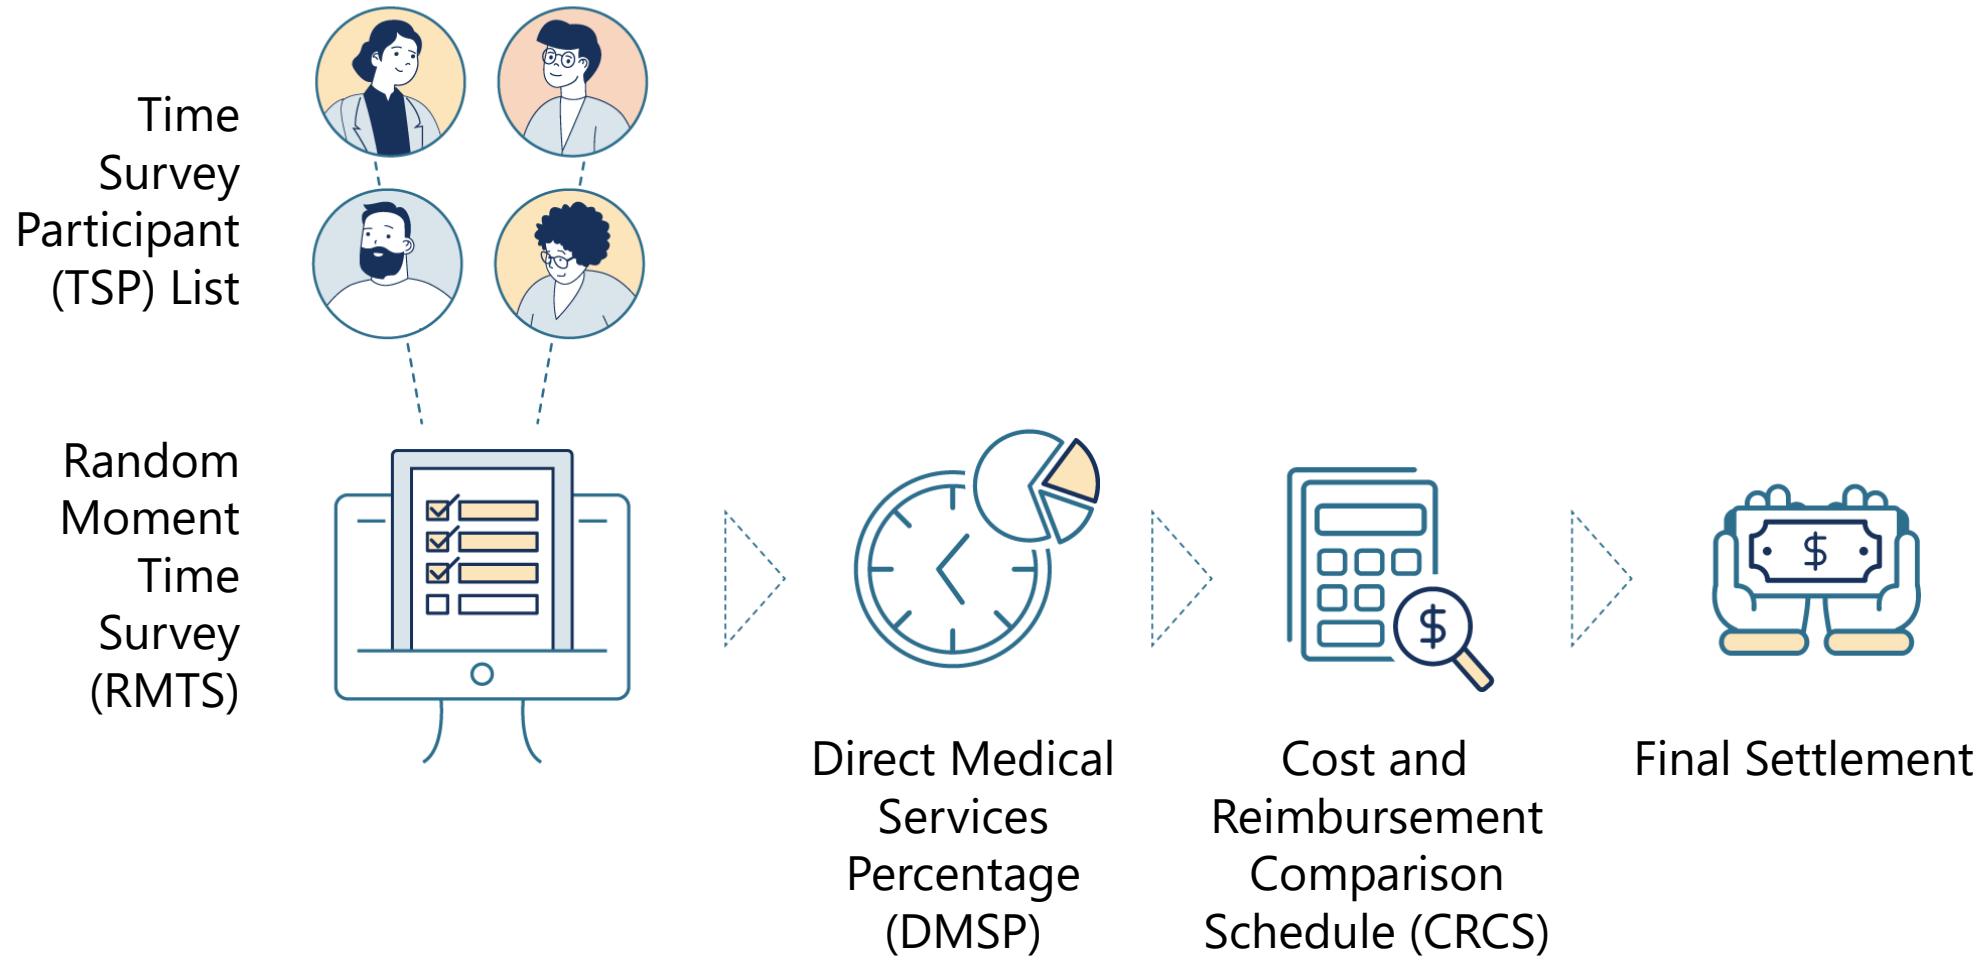 Time
Survey
Participant
(TSP) List
Random
Moment
Time
Survey
(RMTS)
$
$
Direct Medical
Services
Percentage
(DMSP)
Cost and
Reimbursement
Comparison
Schedule (CRCS)
Final Settlement